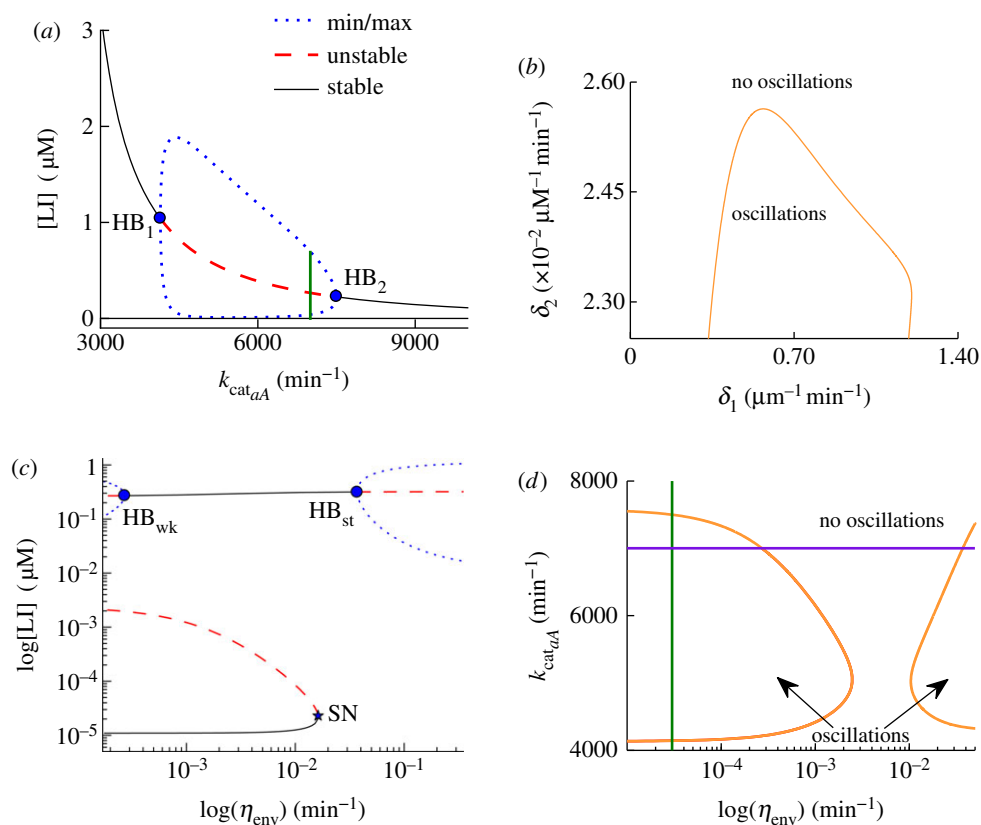 (a)
min/max
unstable
stable
3
2
1
0
[LI] ( μM)
HB1
HB2
3000 6000 9000
kcataA (min−1)
(b)
no oscillations
oscillations
2.60
2.45
2.30
δ2 (×10−2 μM−1 min−1)
0 0.70 1.40
δ1 (μm−1 min−1)
(c)
1
10−1
10−2
10−3
10−4
10−5
log[LI] ( μM)
HBwk
HBst
SN
10−3 10−2 10−1
log(ηenv) (min−1)
(d)
8000
6000
4000
kcataA (min−1)
no oscillations
oscillations
10−4 10−3 10−2
log(ηenv) (min−1)